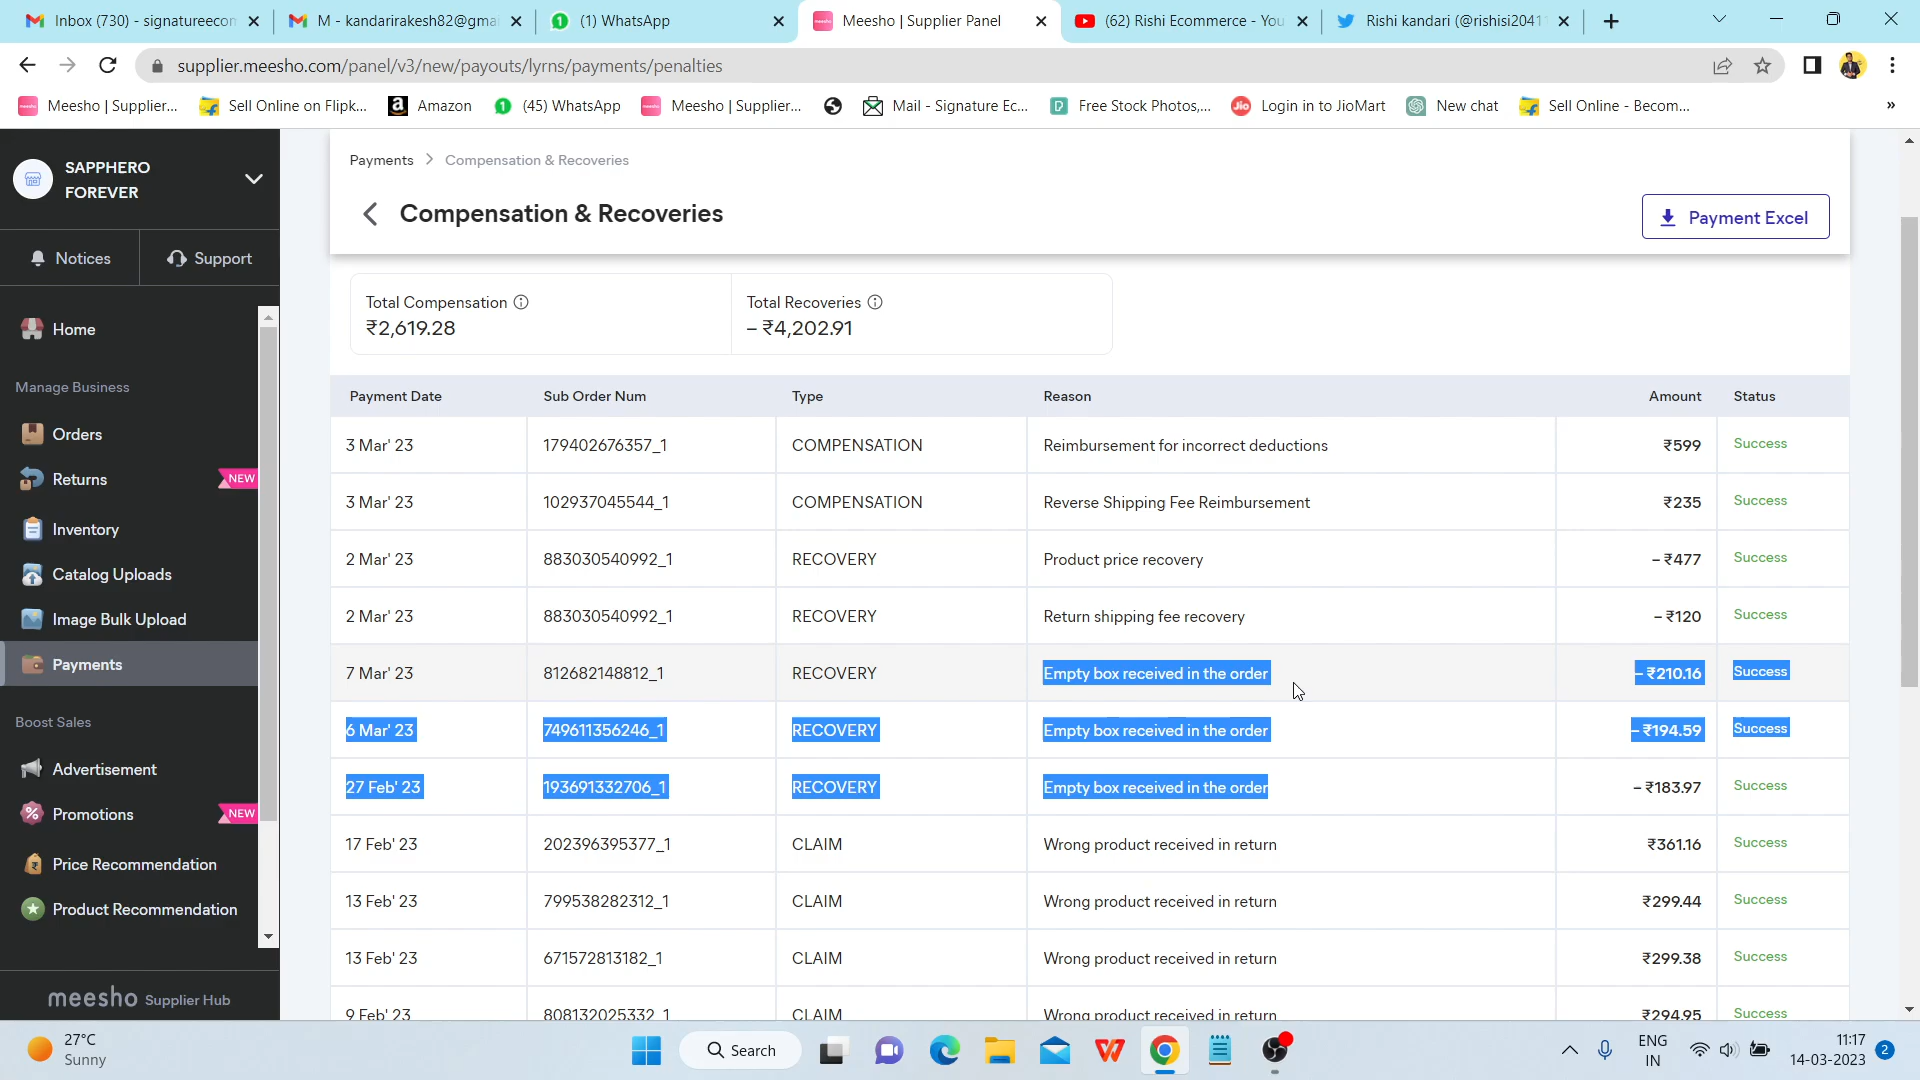 Inbox (730) - signatureecon
M - kandarirakesh82@gmai
(1) WhatsApp
Meesho | Supplier Panel
(62) Rishi Ecommerce - You
Rishi kandari (@rishisi2041
supplier.meesho.com/panel/v3/new/payouts/lyrns/payments/penalties
Meesho | Supplier...
Sell Online on Flipk...
Amazon
(45) WhatsApp
Meesho | Supplier...
Mail - Signature Ec...
Free Stock Photos,...
Login in to JioMart
New chat
Sell Online - Becom...
SAPPHERO
FOREVER
Notices
Support
Home
Manage Business
Orders
Returns NEW
Inventory
Catalog Uploads
Image Bulk Upload
Payments
Boost Sales
Advertisement
Promotions NEW
Price Recommendation
Product Recommendation
meesho Supplier Hub
Payments > Compensation & Recoveries
Compensation & Recoveries
Payment Excel
Total Compensation
₹2,619.28
Total Recoveries
– ₹4,202.91
Payment Date Sub Order Num Type Reason Amount Status
3 Mar' 23 179402676357_1 COMPENSATION Reimbursement for incorrect deductions ₹599 Success
3 Mar' 23 102937045544_1 COMPENSATION Reverse Shipping Fee Reimbursement ₹235 Success
2 Mar' 23 883030540992_1 RECOVERY Product price recovery – ₹477 Success
2 Mar' 23 883030540992_1 RECOVERY Return shipping fee recovery – ₹120 Success
7 Mar' 23 812682148812_1 RECOVERY Empty box received in the order – ₹210.16 Success
6 Mar' 23 749611356246_1 RECOVERY Empty box received in the order – ₹194.59 Success
27 Feb' 23 193691332706_1 RECOVERY Empty box received in the order – ₹183.97 Success
17 Feb' 23 202396395377_1 CLAIM Wrong product received in return ₹361.16 Success
13 Feb' 23 799538282312_1 CLAIM Wrong product received in return ₹299.44 Success
13 Feb' 23 671572813182_1 CLAIM Wrong product received in return ₹299.38 Success
9 Feb' 23 808132025332_1 CLAIM Wrong product received in return ₹294.95 Success
27°C
Sunny
Search
ENG
IN
11:17
14-03-2023
2